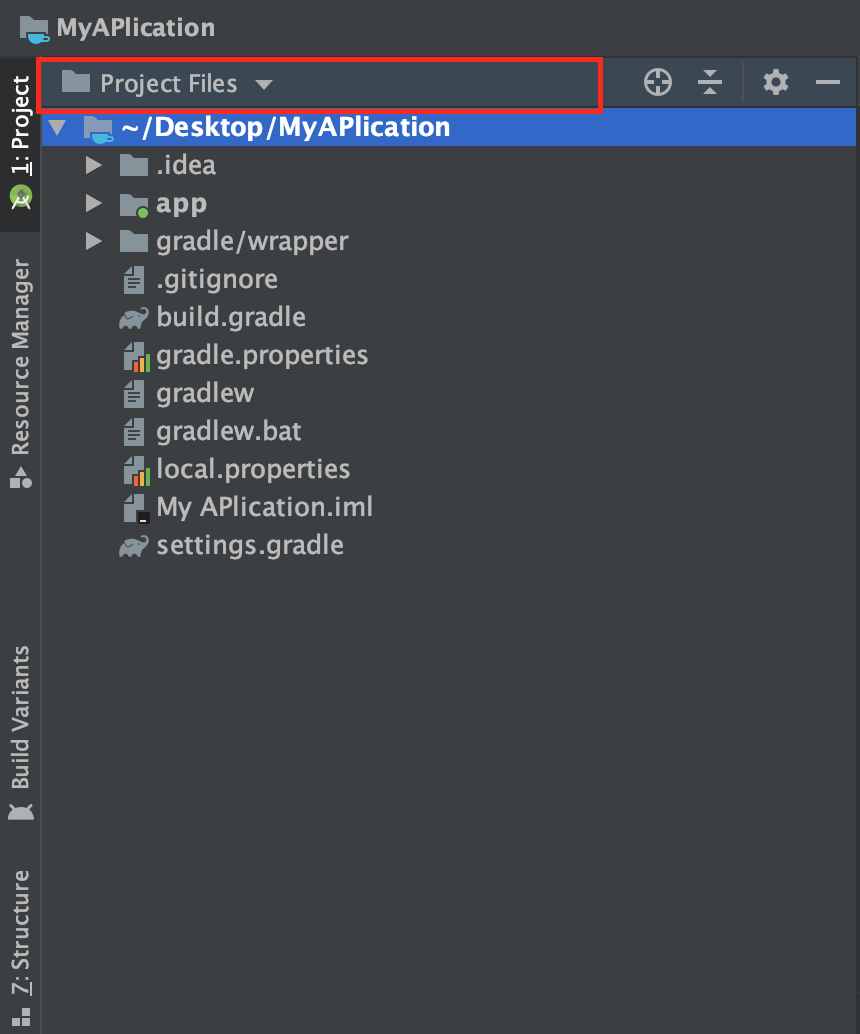 MyAPlication
Project Files
~/Desktop/MyAPlication
.idea
app
gradle/wrapper
.gitignore
build.gradle
gradle.properties
gradlew
gradlew.bat
local.properties
My APlication.iml
settings.gradle
1: Project
Resource Manager
Build Variants
7: Structure